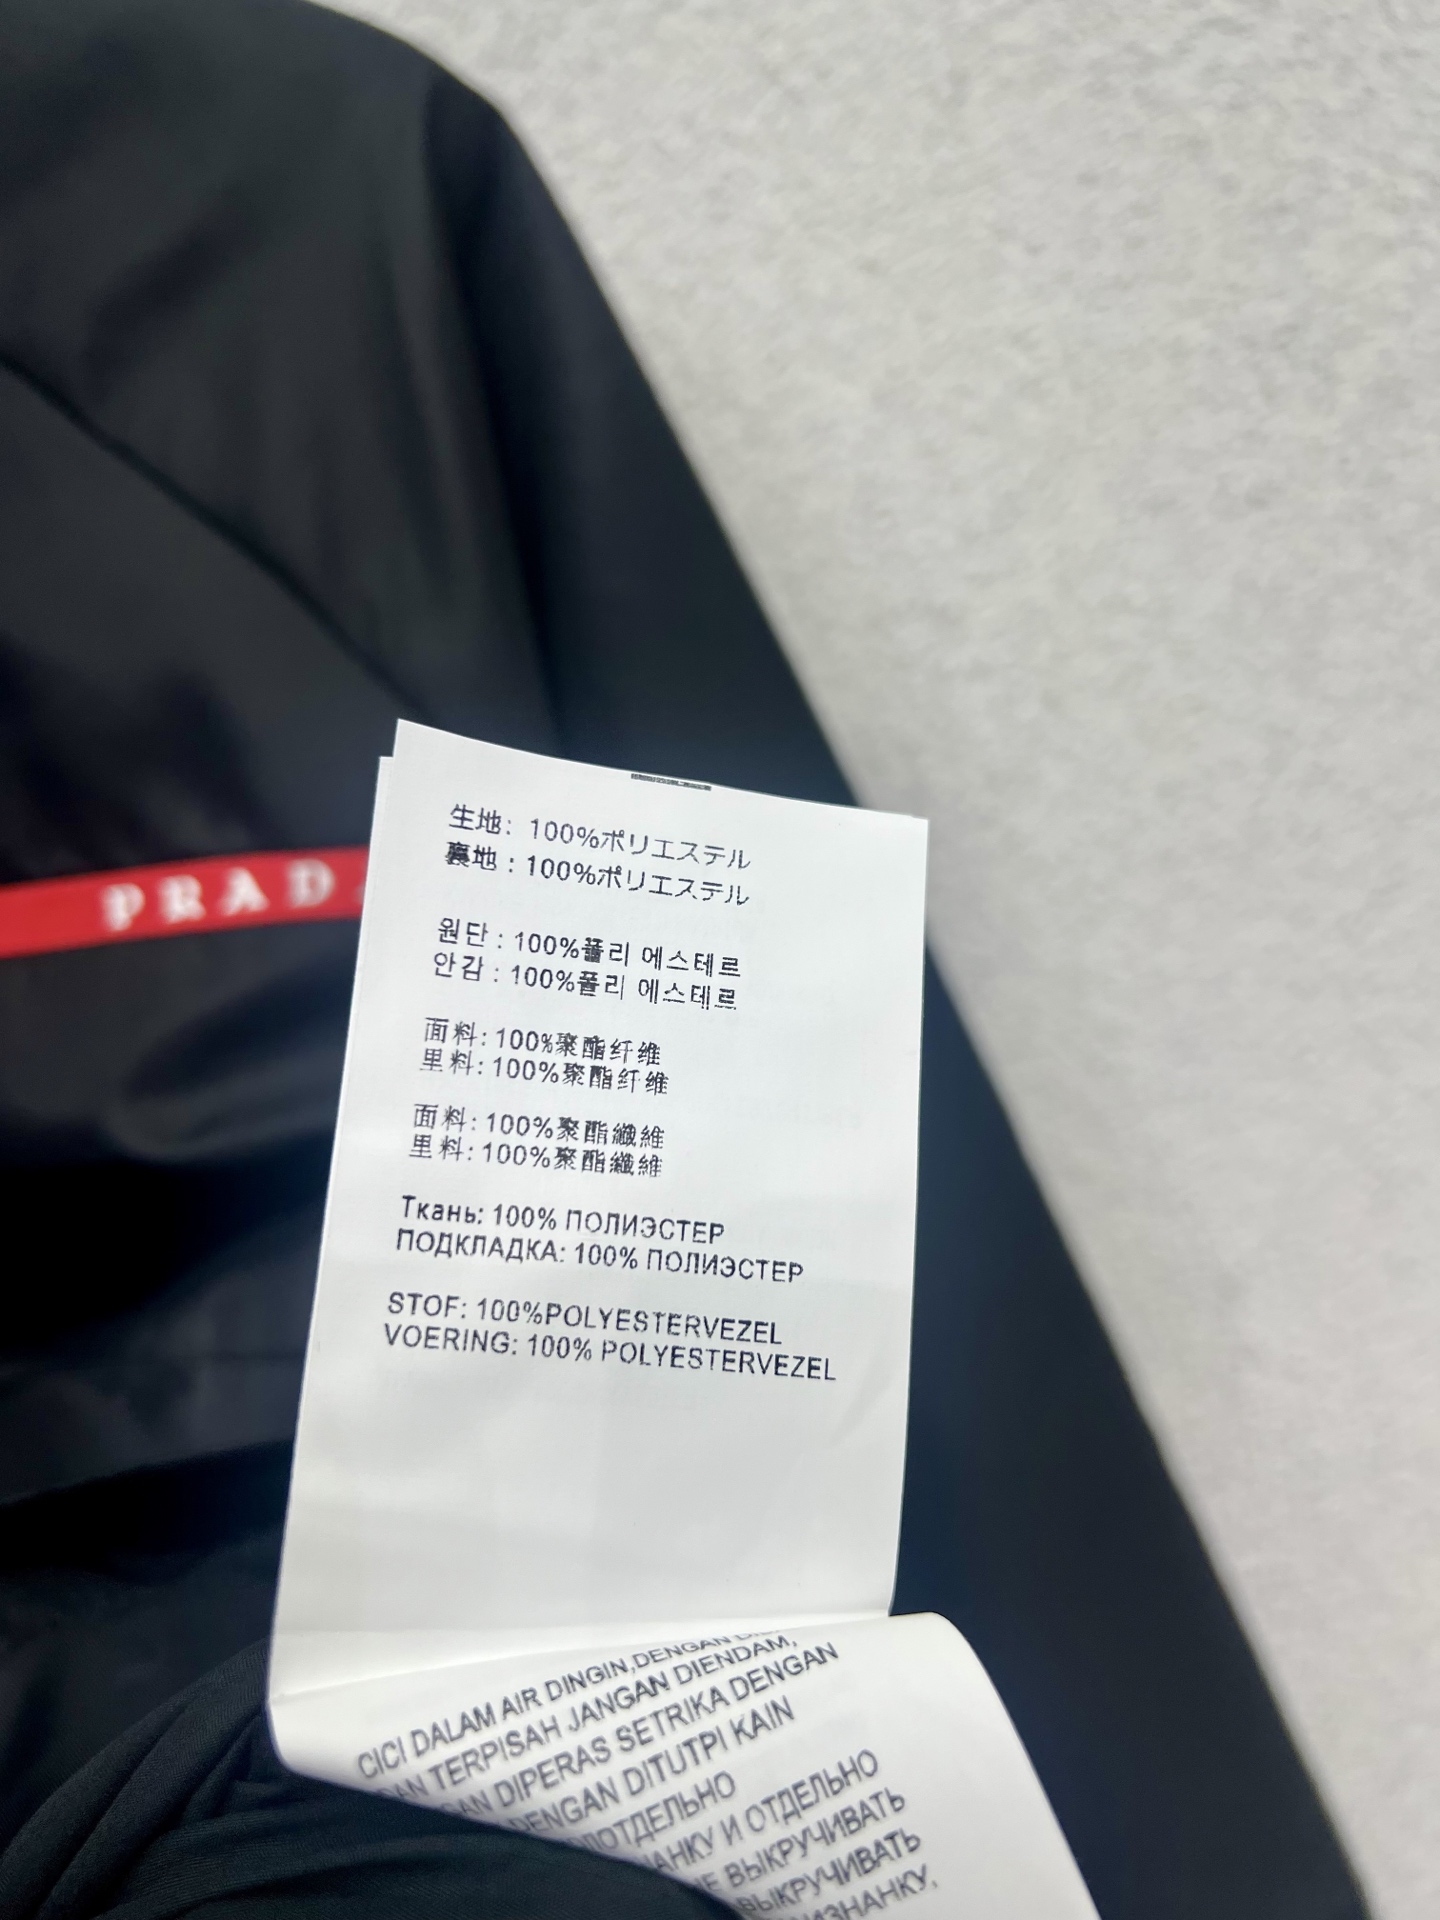 PRADA
生地: 100%ポリエステル
裏地 : 100%ポリエステル
원단 : 100%폴리 에스테르
안감 : 100%폴리 에스테르
面料: 100%聚酯纤维
里料: 100%聚酯纤维
面料: 100%聚酯纖維
里料: 100%聚酯纖維
Ткань: 100% ПОЛИЭСТЕР
ПОДКЛАДКА: 100% ПОЛИЭСТЕР
STOF: 100%POLYESTERVEZEL
VOERING: 100% POLYESTERVEZEL
CICI DALAM AIR DINGIN,DENGAN
TERPISAH JANGAN DIENDAM,
DIPERAS SETRIKA DENGAN
DENGAN DITUTPI KAIN
И ОТДЕЛЬНО
ВЫКРУЧИВАТЬ
ВЫКРУЧИВАТЬ